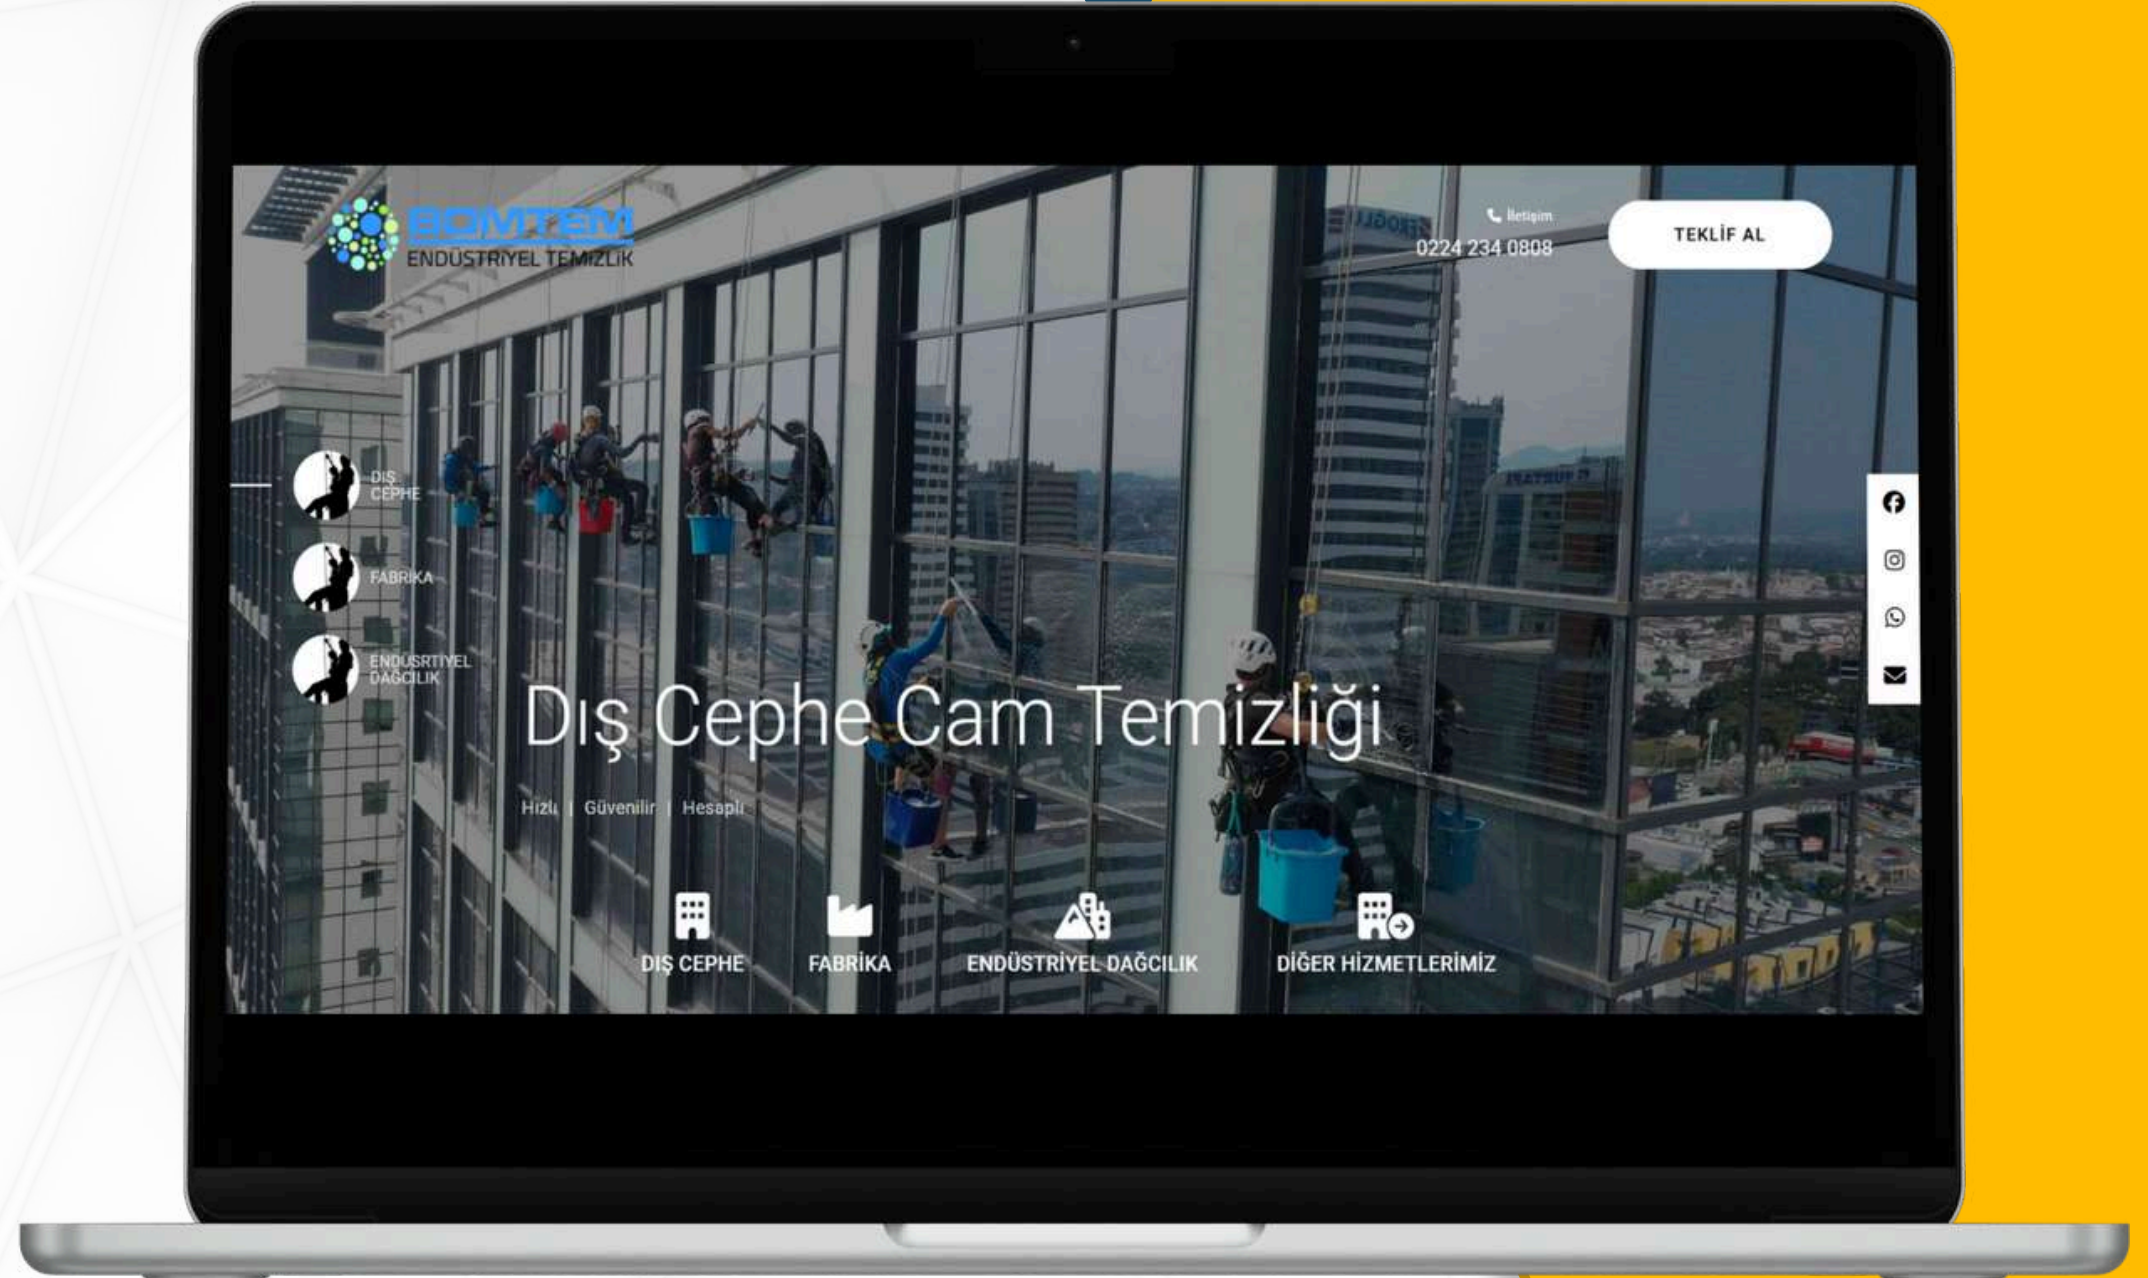 BOMTEM
ENDÜSTRİYEL TEMİZLİK
İletişim
0224 234 0808
TEKLİF AL
DIŞ
CEPHE
FABRİKA
ENDÜSRTİYEL
DAĞCILIK
Dış Cephe Cam Temizliği
Hızlı | Güvenilir | Hesaplı
DIŞ CEPHE
FABRİKA
ENDÜSTRİYEL DAĞCILIK
DİĞER HİZMETLERİMİZ